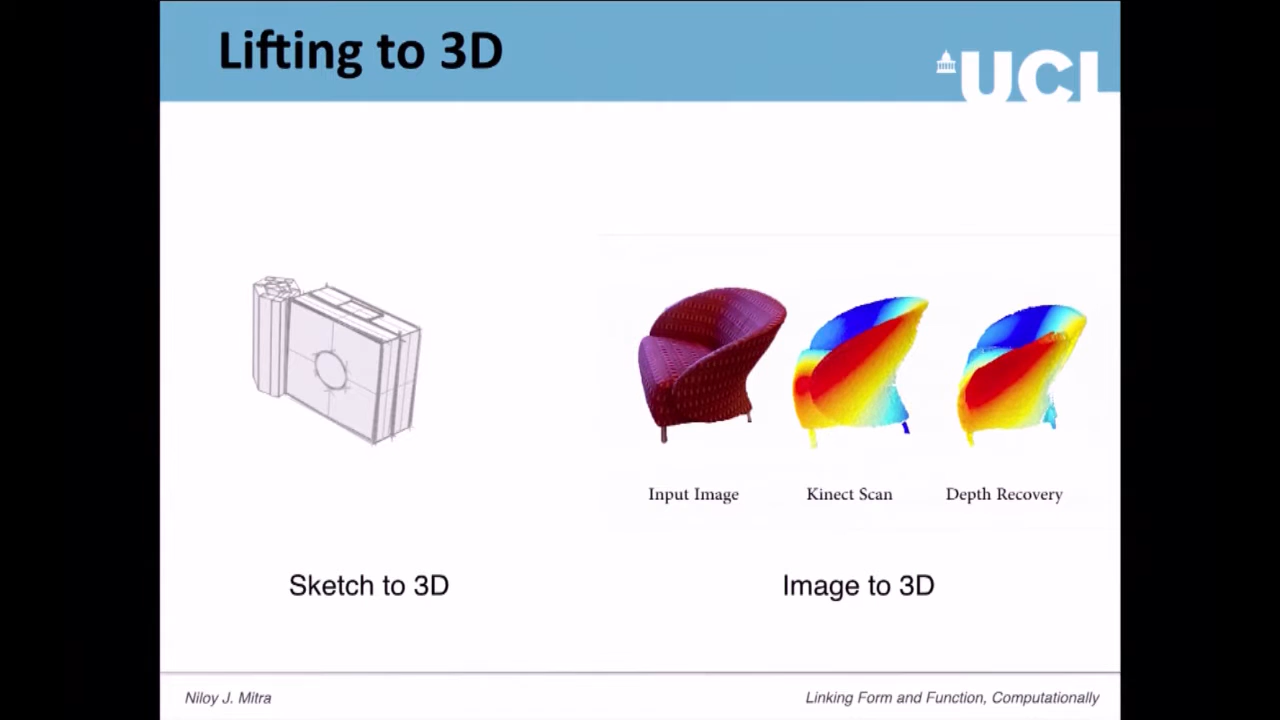 Lifting to 3D
UCL
Input Image
Kinect Scan
Depth Recovery
Sketch to 3D
Image to 3D
Niloy J. Mitra
Linking Form and Function, Computationally